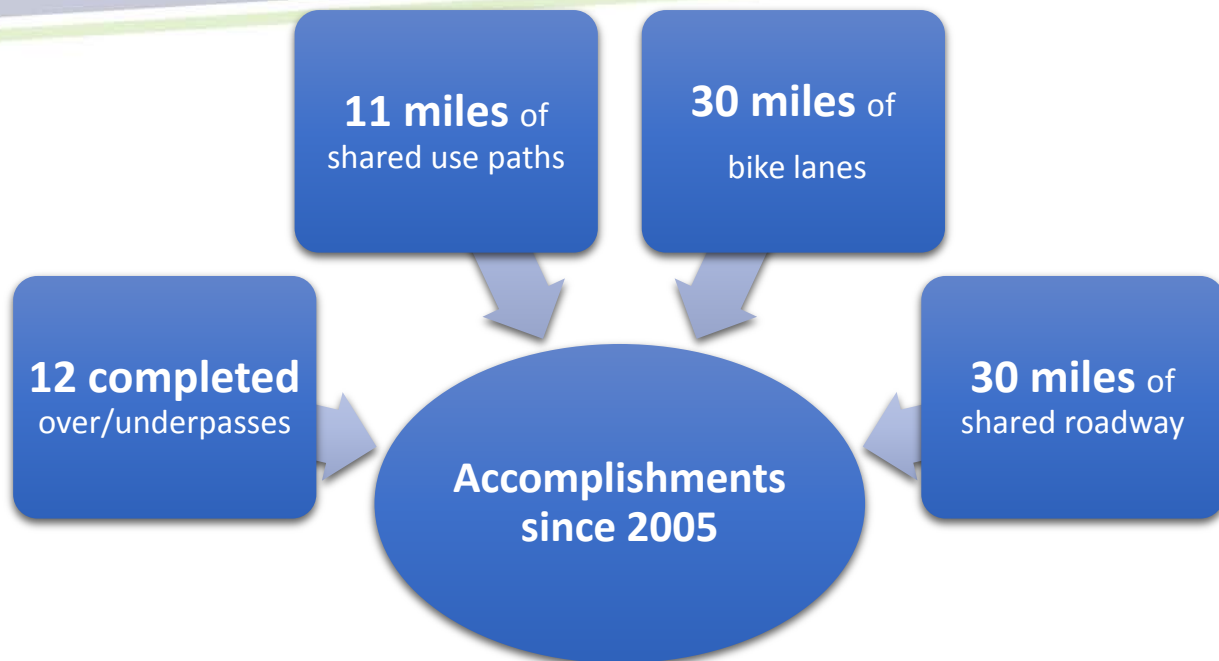 11 miles of
shared use paths
30 miles of
bike lanes
12 completed
over/underpasses
30 miles of
shared roadway
Accomplishments
since 2005